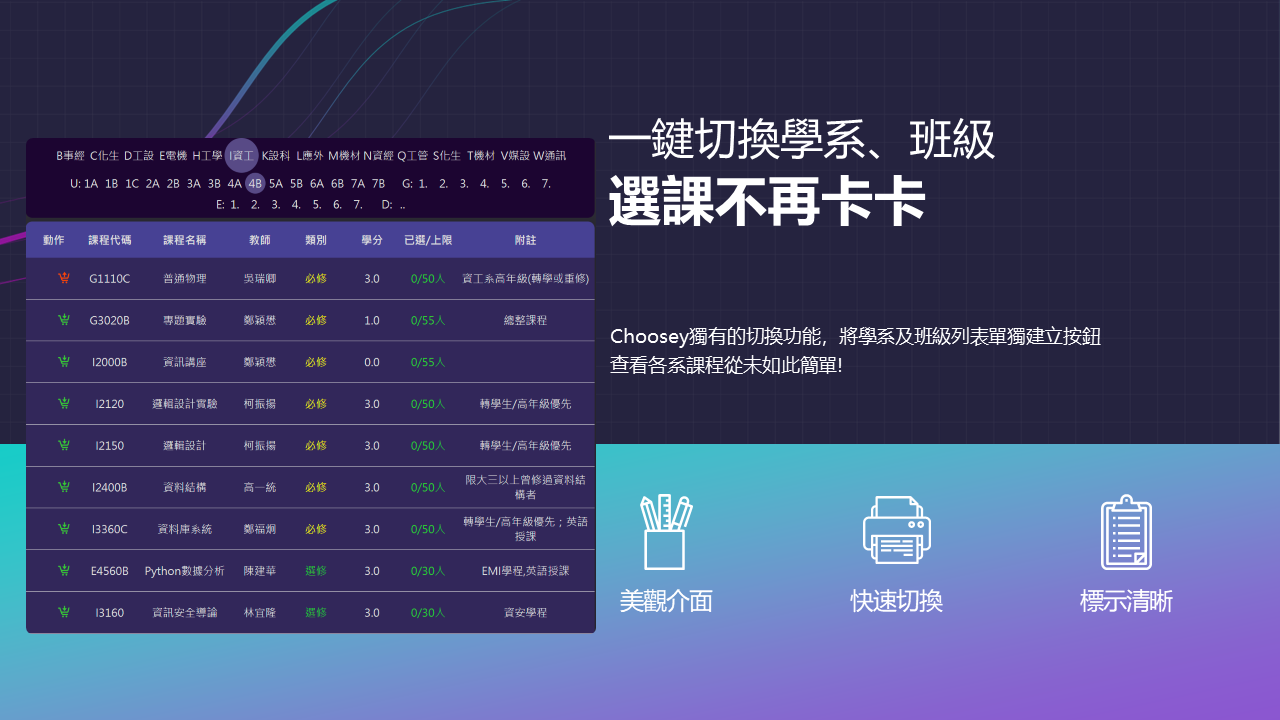 一鍵切換學系、班級
選課不再卡卡
B事經 C化生 D工設 E電機 H工學 I資工 K設科 L應外 M機材 N資經 Q工管 S化生 T機材 V媒設 W通訊
U: 1A 1B 1C 2A 2B 3A 3B 4A 4B 5A 5B 6A 6B 7A 7B G: 1. 2. 3. 4. 5. 6. 7.
E: 1. 2. 3. 4. 5. 6. 7. D: ..
動作 課程代碼 課程名稱 教師 類別 學分 已選/上限 附註
G1110C 普通物理 吳瑞卿 必修 3.0 0/50人 資工系高年級(轉學或重修)
G3020B 專題實驗 鄭穎懋 必修 1.0 0/55人 總整課程
I2000B 資訊講座 鄭穎懋 必修 0.0 0/55人
I2120 邏輯設計實驗 柯振揚 必修 3.0 0/50人 轉學生/高年級優先
I2150 邏輯設計 柯振揚 必修 3.0 0/50人 轉學生/高年級優先
I2400B 資料結構 高一統 必修 3.0 0/50人 限大三以上曾修過資料結
構者
I3360C 資料庫系統 鄭福炯 必修 3.0 0/50人 轉學生/高年級優先；英語
授課
E4560B Python數據分析 陳建華 選修 3.0 0/30人 EMI學程,英語授課
I3160 資訊安全導論 林宜隆 選修 3.0 0/30人 資安學程
Choosey獨有的切換功能，將學系及班級列表單獨建立按鈕
查看各系課程從未如此簡單!
美觀介面
快速切換
標示清晰